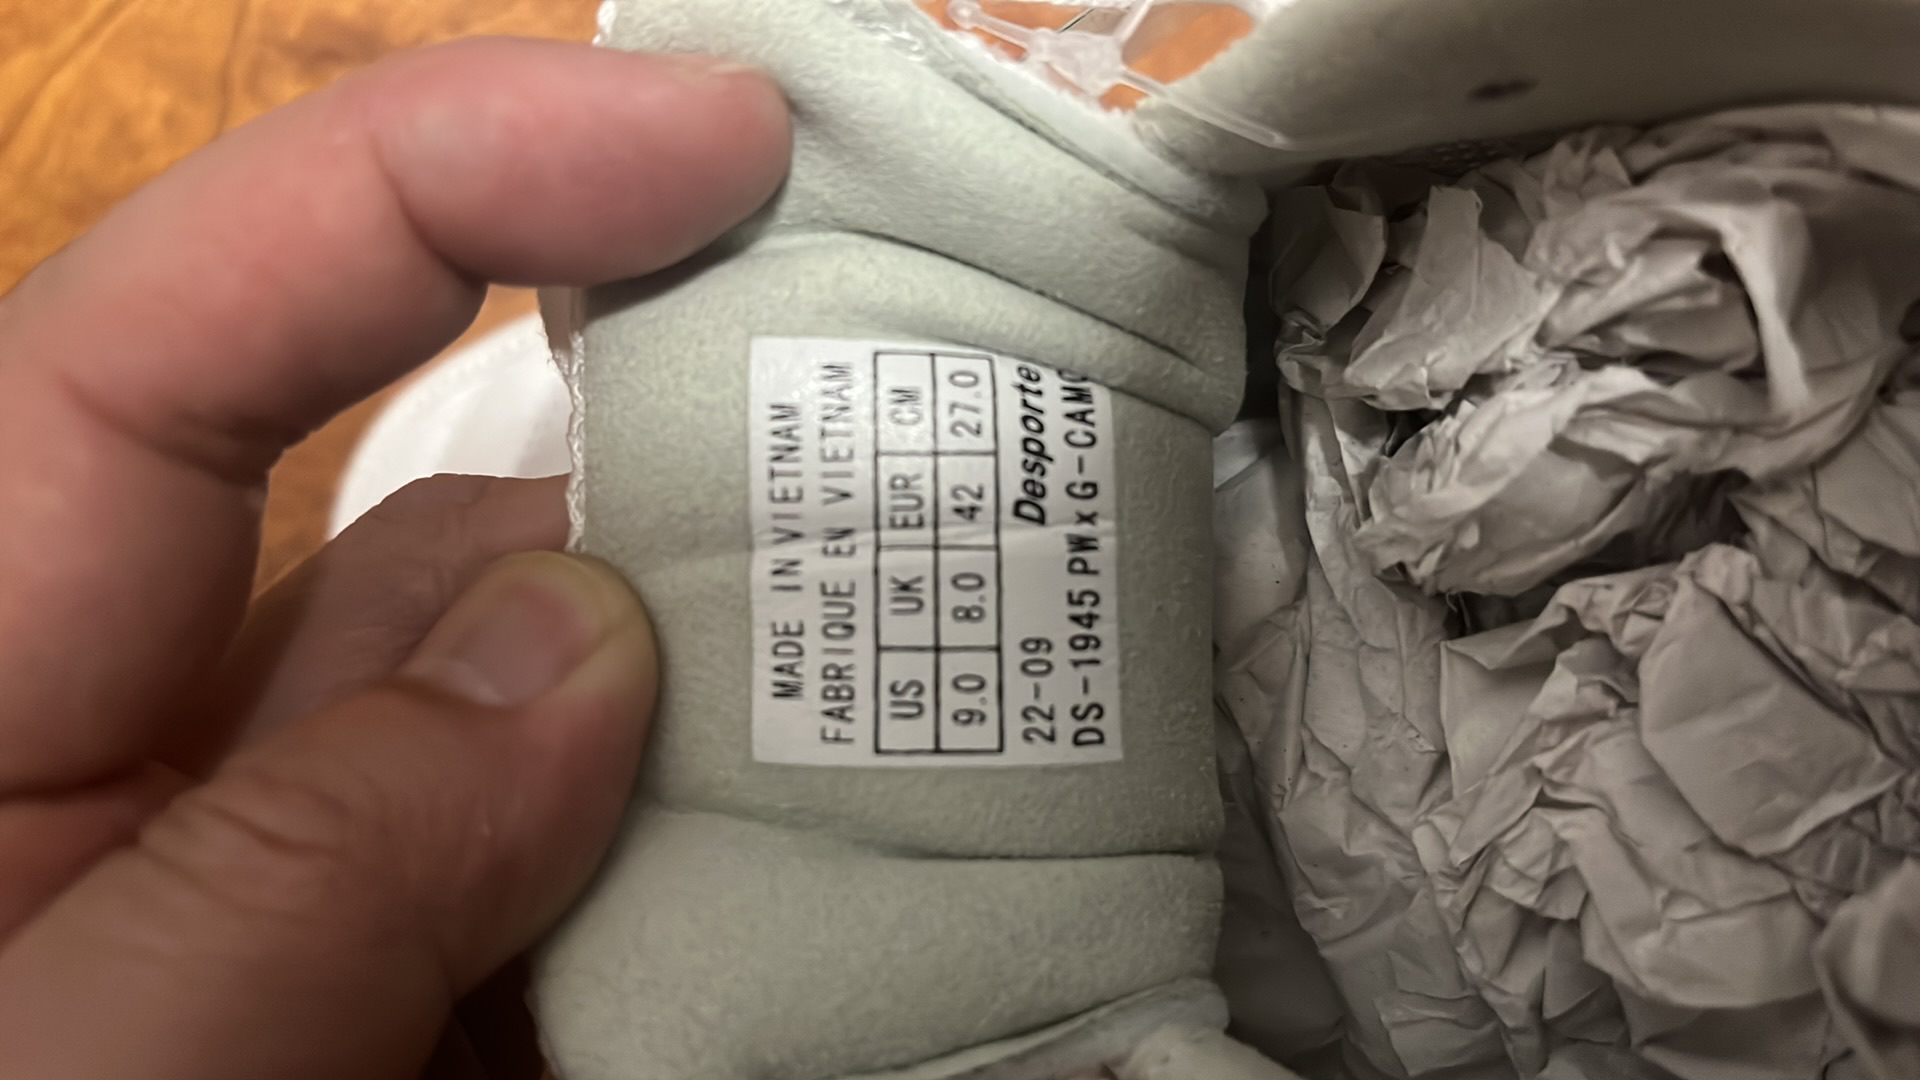 MADE IN VIETNAM
FABRIQUE EN VIETNAM
US UK EUR CM
9.0 8.0 42 27.0
22-09 Desporte
DS-1945 PW x G-CAMO